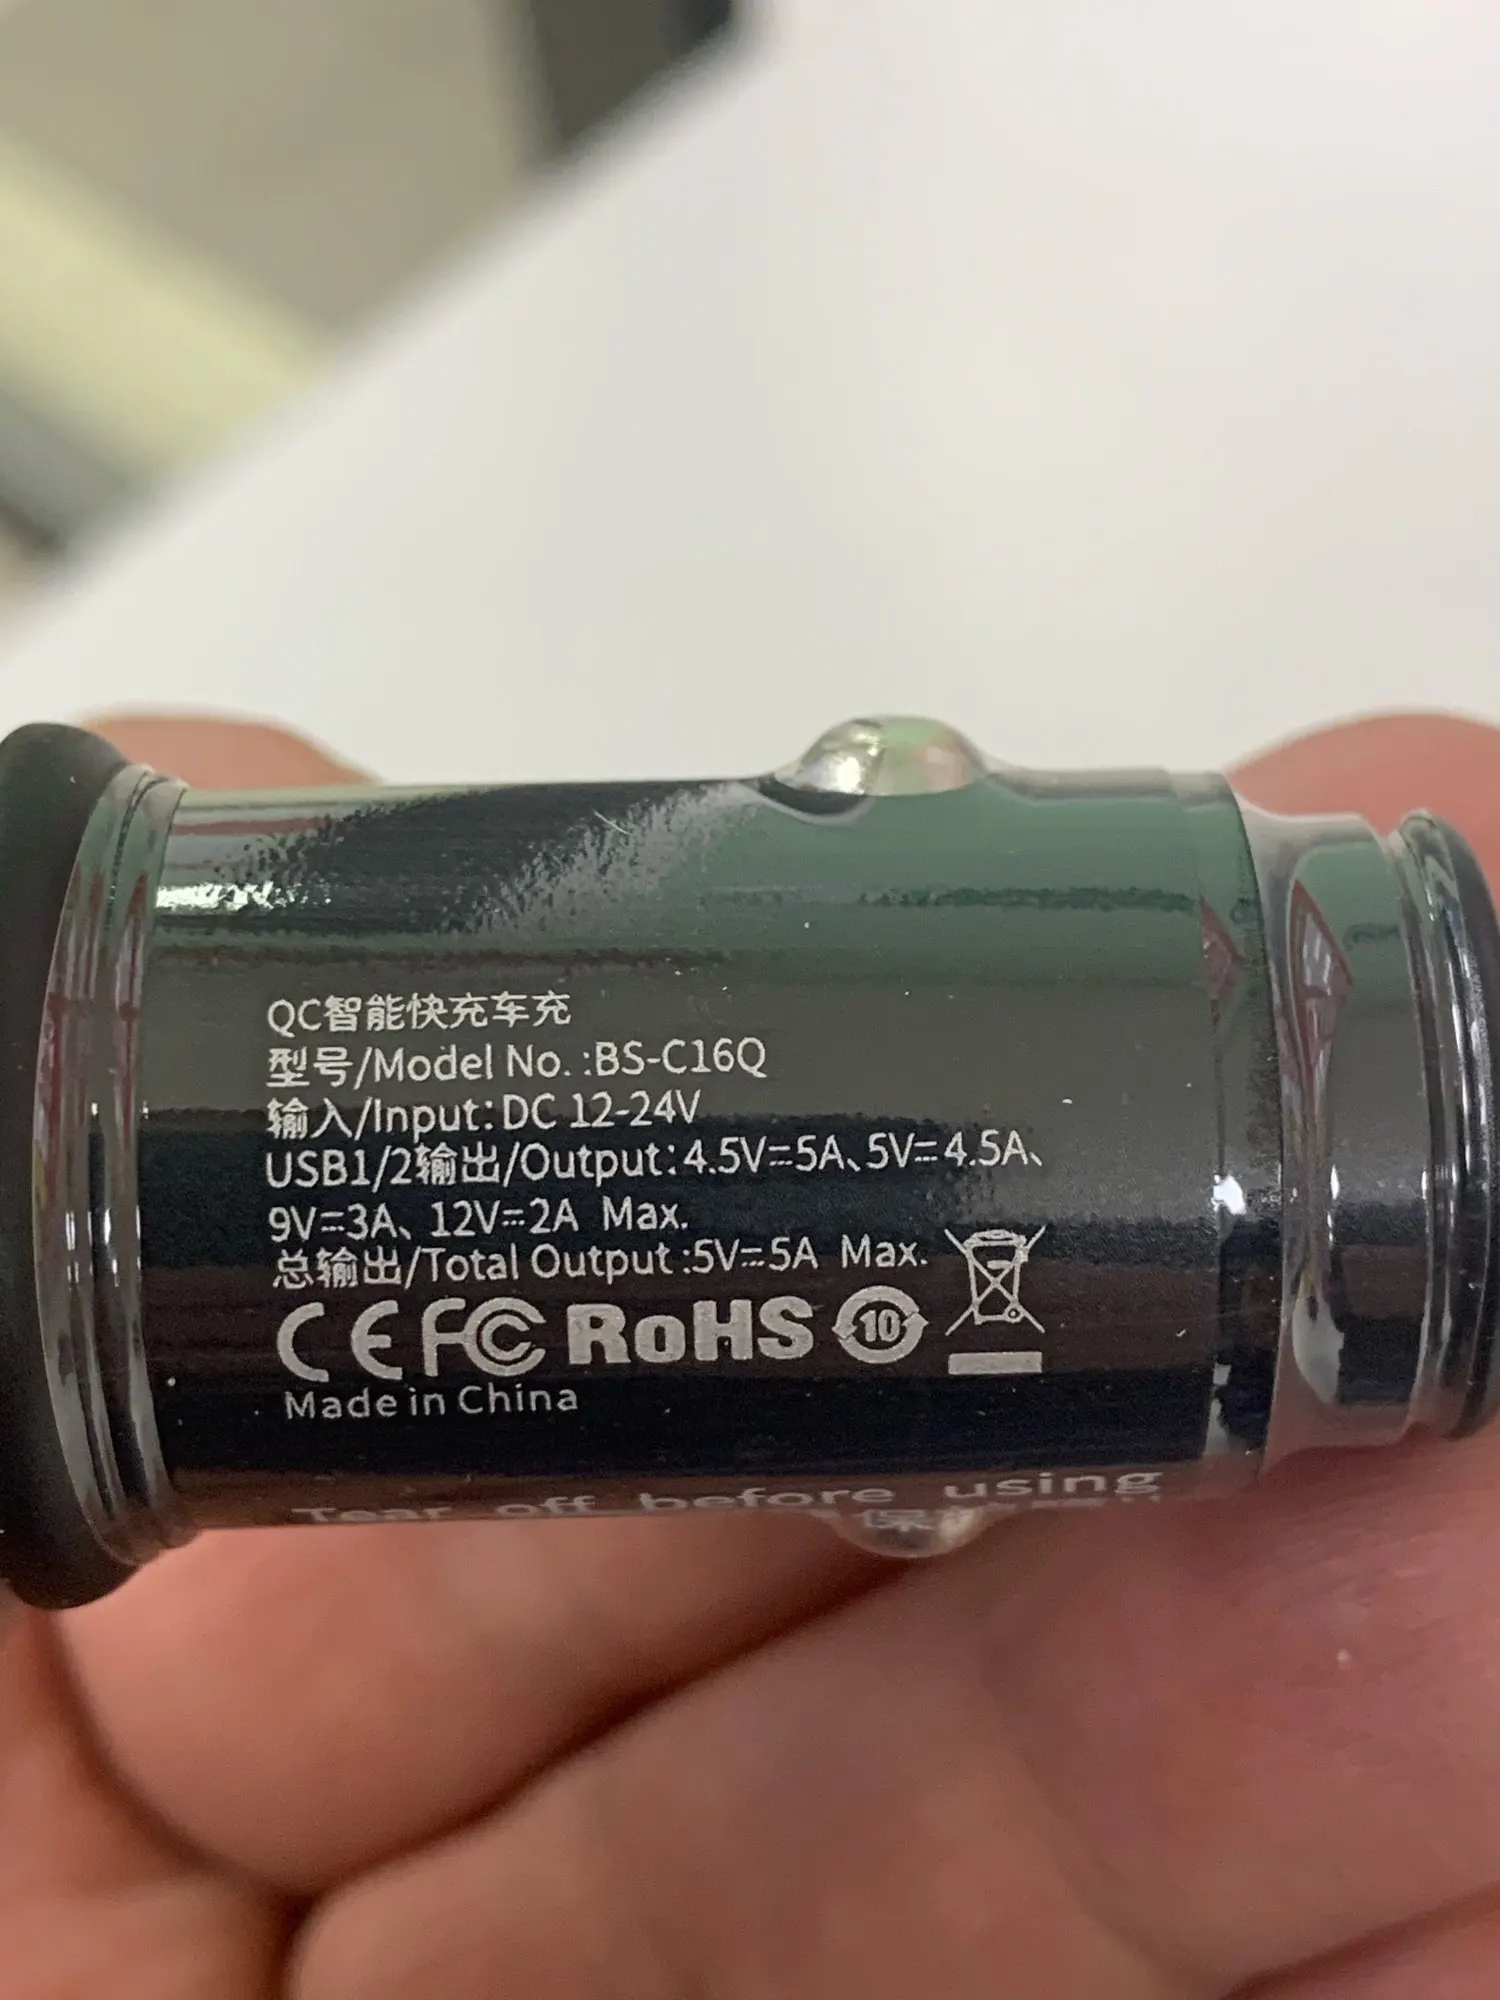 QC智能快充车充
型号/Model No. :BS-C16Q
输入/Input:DC 12-24V
USB1/2输出/Output:4.5V⎓5A、5V⎓4.5A、
9V⎓3A、12V⎓2A Max.
总输出/Total Output :5V⎓5A Max.
CE FC RoHS 10
Made in China
Tear off before using